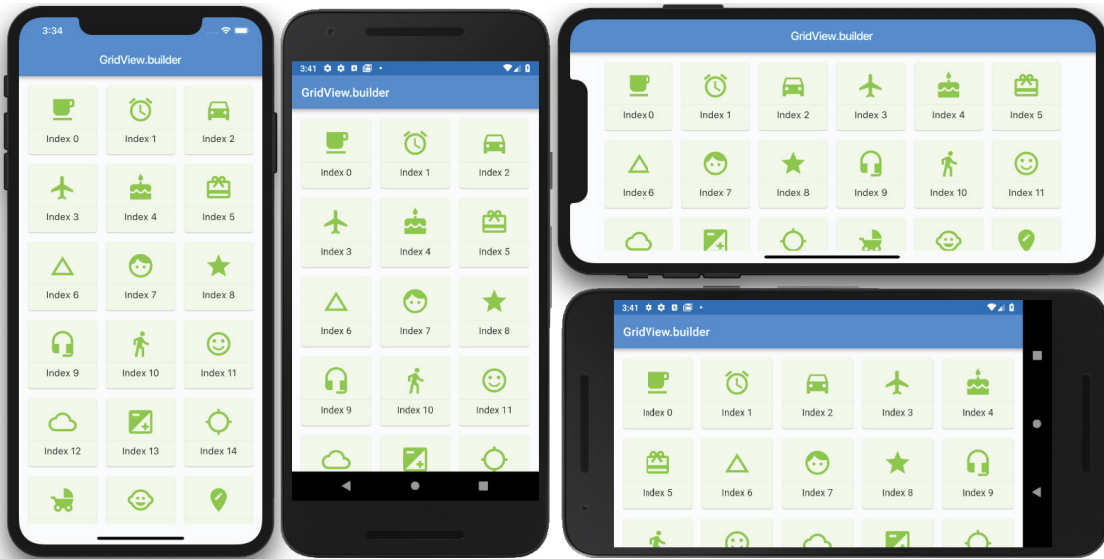 3:34
GridView.builder
Index 0 Index 1 Index 2
Index 3 Index 4 Index 5
Index 6 Index 7 Index 8
Index 9 Index 10 Index 11
Index 12 Index 13 Index 14
3:41
GridView.builder
Index 0 Index 1 Index 2
Index 3 Index 4 Index 5
Index 6 Index 7 Index 8
Index 9 Index 10 Index 11
GridView.builder
Index 0 Index 1 Index 2 Index 3 Index 4 Index 5
Index 6 Index 7 Index 8 Index 9 Index 10 Index 11
3:41
GridView.builder
Index 0 Index 1 Index 2 Index 3 Index 4
Index 5 Index 6 Index 7 Index 8 Index 9